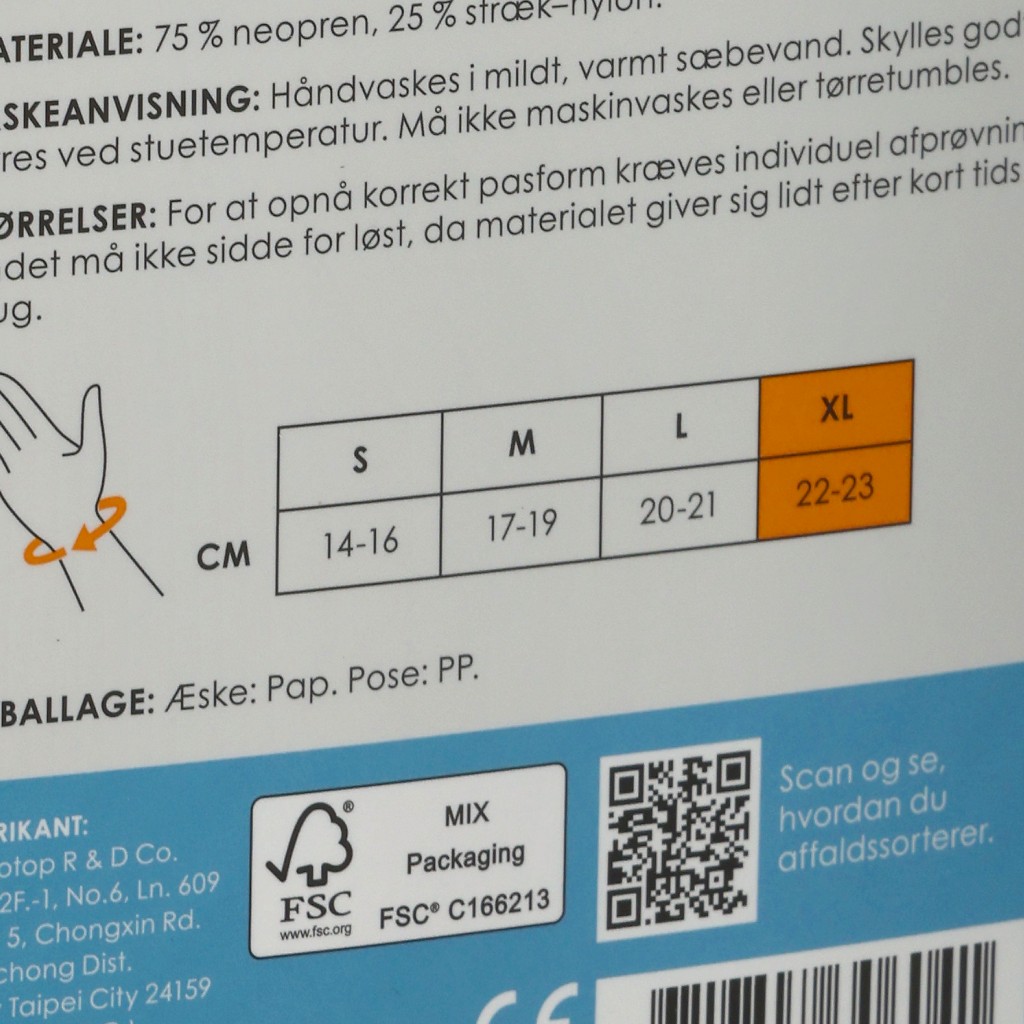 ATERIALE: 75 % neopren, 25 % stræk–nylon.
SKEANVISNING: Håndvaskes i mildt, varmt sæbevand. Skylles god
res ved stuetemperatur. Må ikke maskinvaskes eller tørretumbles.
ØRRELSER: For at opnå korrekt pasform kræves individuel afprøvnin
det må ikke sidde for løst, da materialet giver sig lidt efter kort tids
ug.
S M L XL
CM 14-16 17-19 20-21 22-23
BALLAGE: Æske: Pap. Pose: PP.
RIKANT:
otop R & D Co.
2F.-1, No.6, Ln. 609
5, Chongxin Rd.
chong Dist.
Taipei City 24159
®
FSC
www.fsc.org
MIX
Packaging
FSC® C166213
Scan og se,
hvordan du
affaldssorterer.
CE